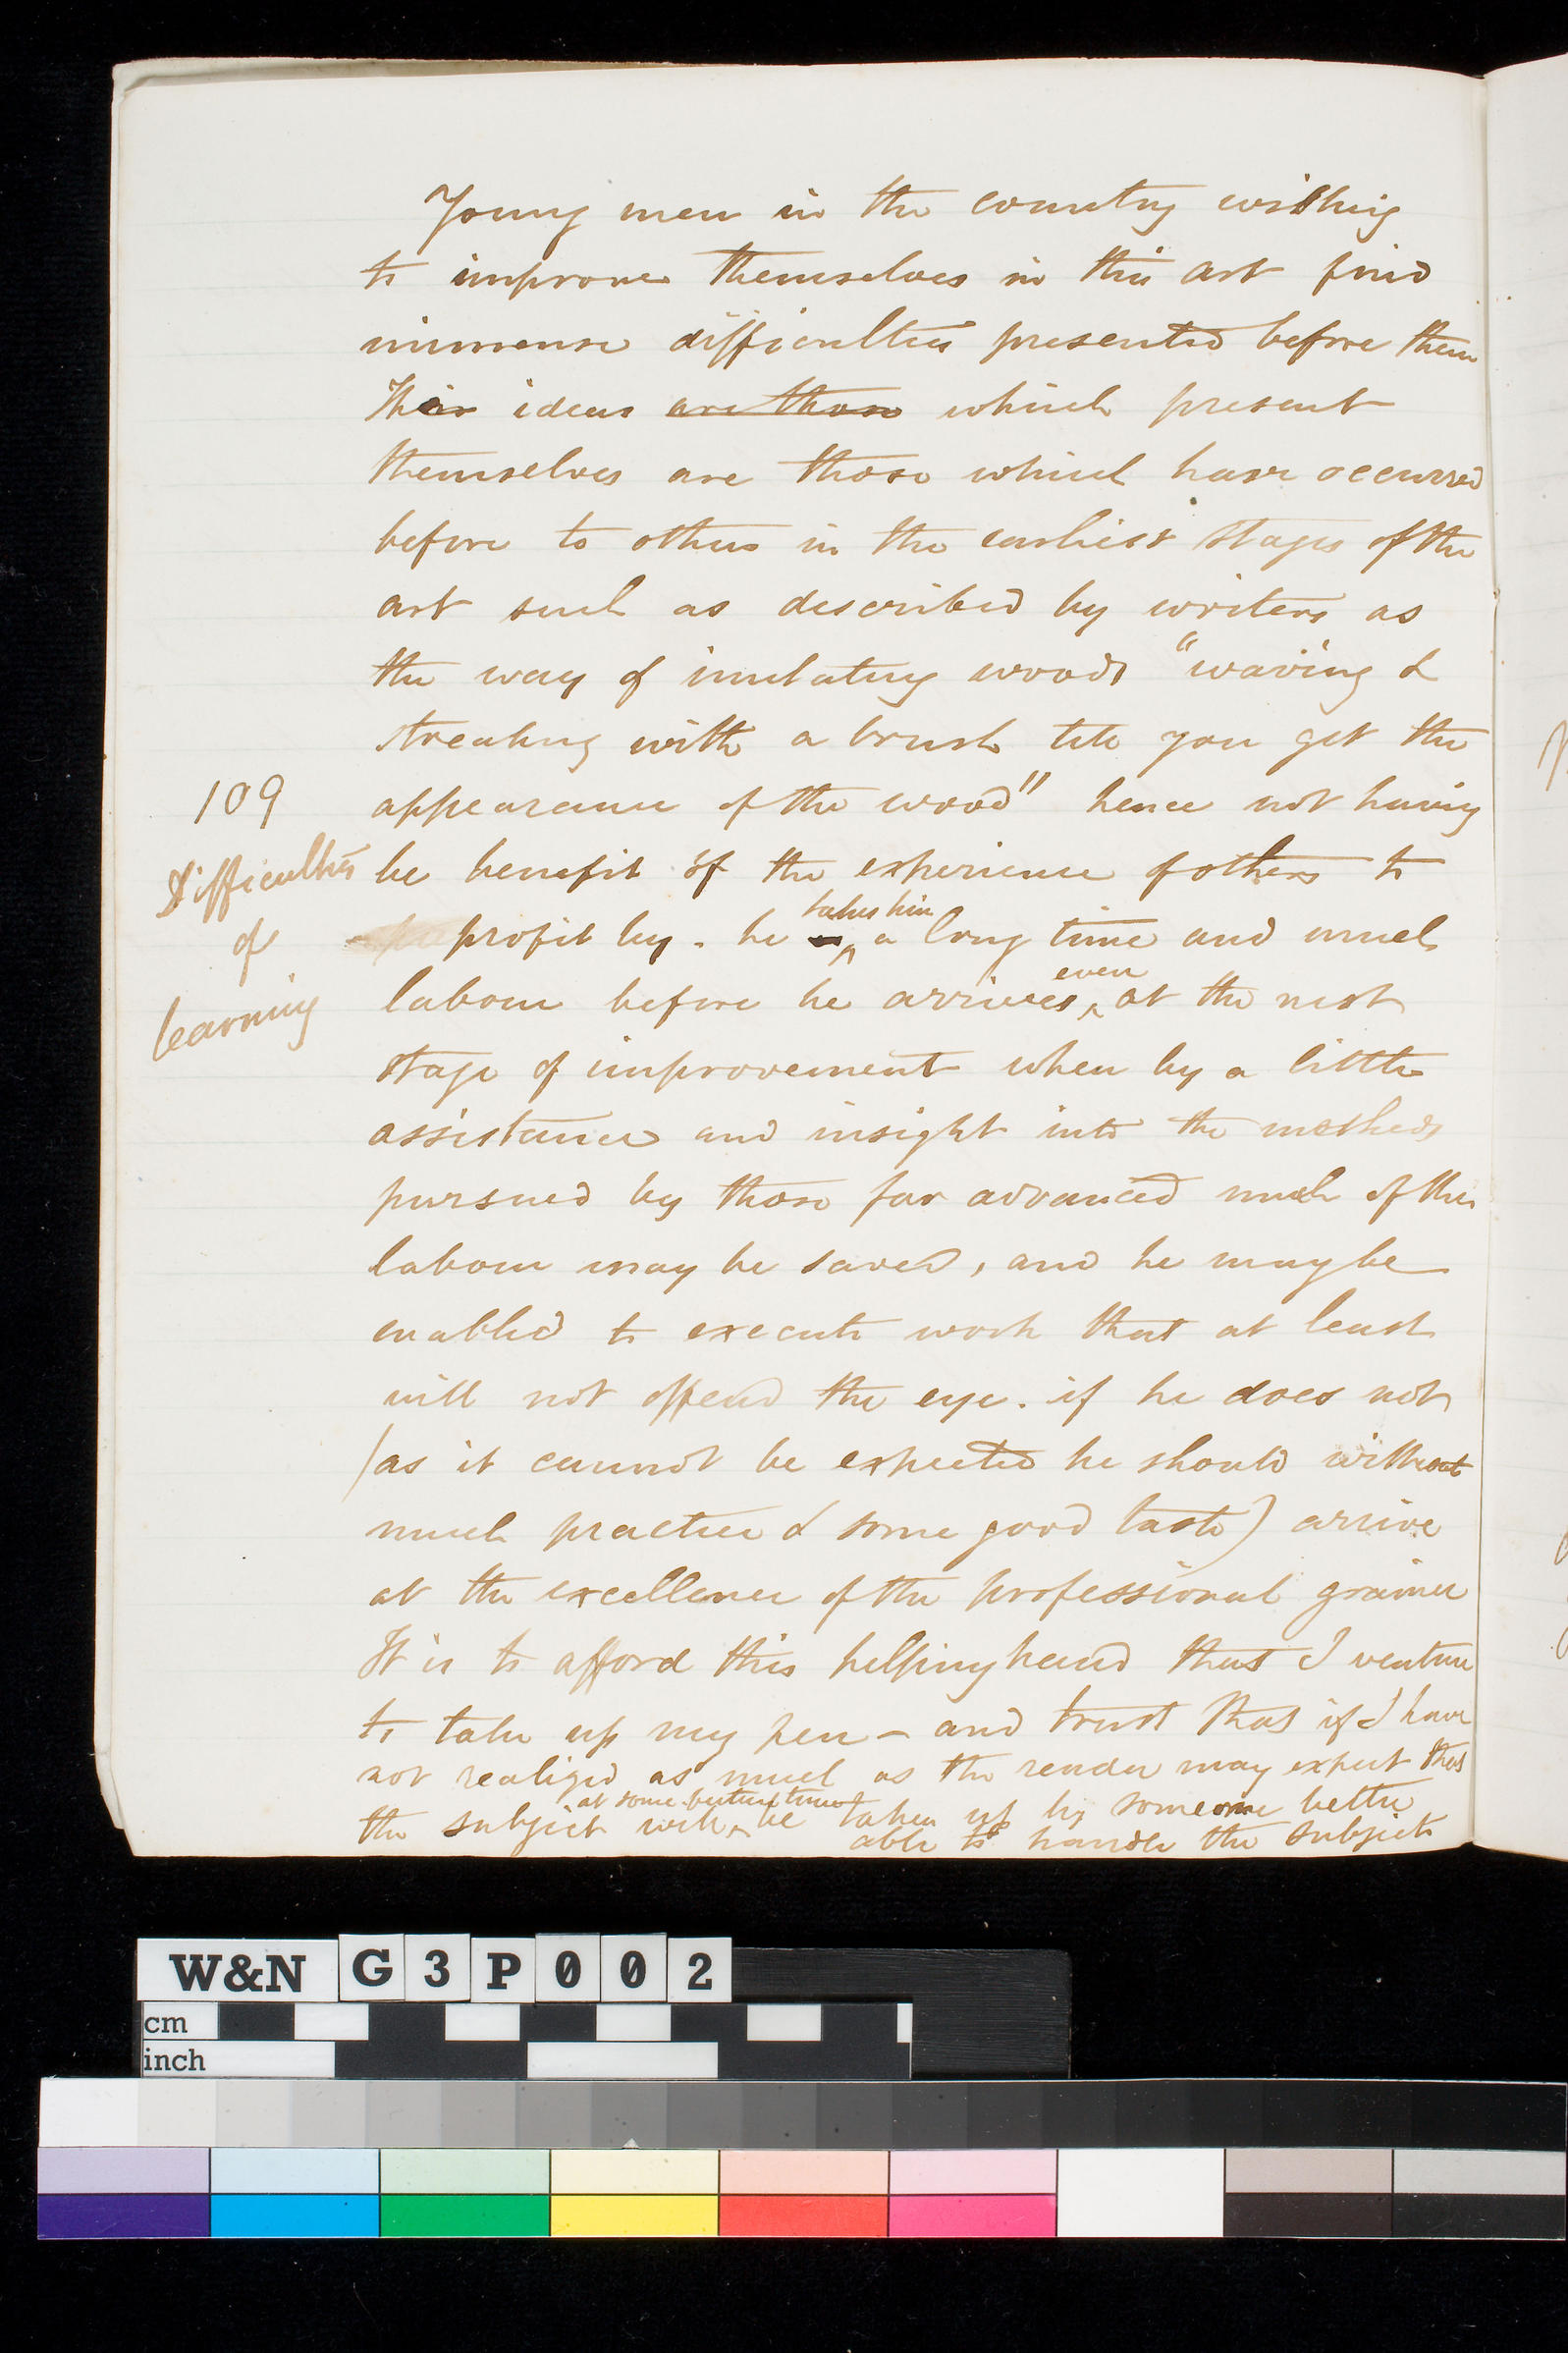 Young men in the country wishing
to improve themselves in this art find
immense difficulties presented before them
Their ideas are those which present
themselves are those which have occurred
before to others in the earliest stages of the
art such as described by writers as
the way of imitating woods "waving &
streaking with a brush till you get the
109
appearance of the wood" hence not having
Difficulties
of
learning
he benefit of the experience of others to
profit by. he takes him a long time and much
labour before he arrives even at the next
stage of improvement when by a little
assistance and insight into the methods
pursued by those far advanced much of this
labour may be saved, and he may be
enabled to execute work that at least
will not offend the eye. if he does not
(as it cannot be expected he should without
much practice & some good taste) arrive
at the excellence of the professional grainer
It is to afford this helping hand that I venture
to take up my pen - and trust that if I have
not realized as much as the reader may expect that
the subject will at some time be taken up by someone better
able to handle the subject
W&N G3P002
cm
inch